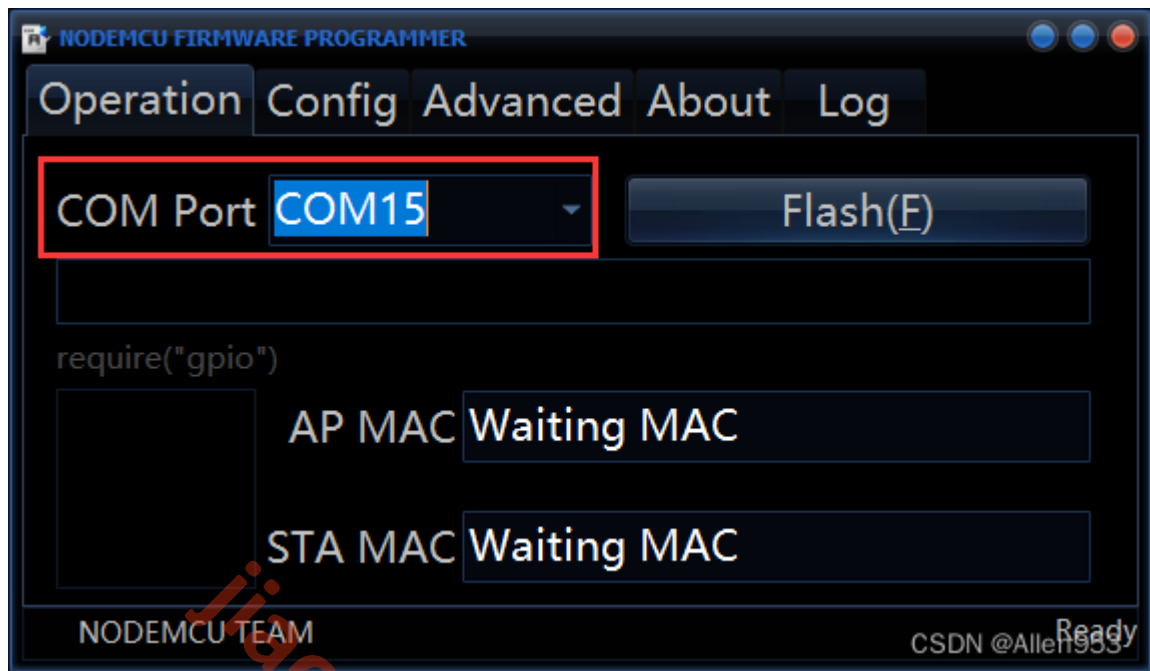 NODEMCU FIRMWARE PROGRAMMER
Operation Config Advanced About Log
COM Port COM15 Flash(F)
require("gpio")
AP MAC Waiting MAC
STA MAC Waiting MAC
NODEMCU TEAM Ready
CSDN @Allen953